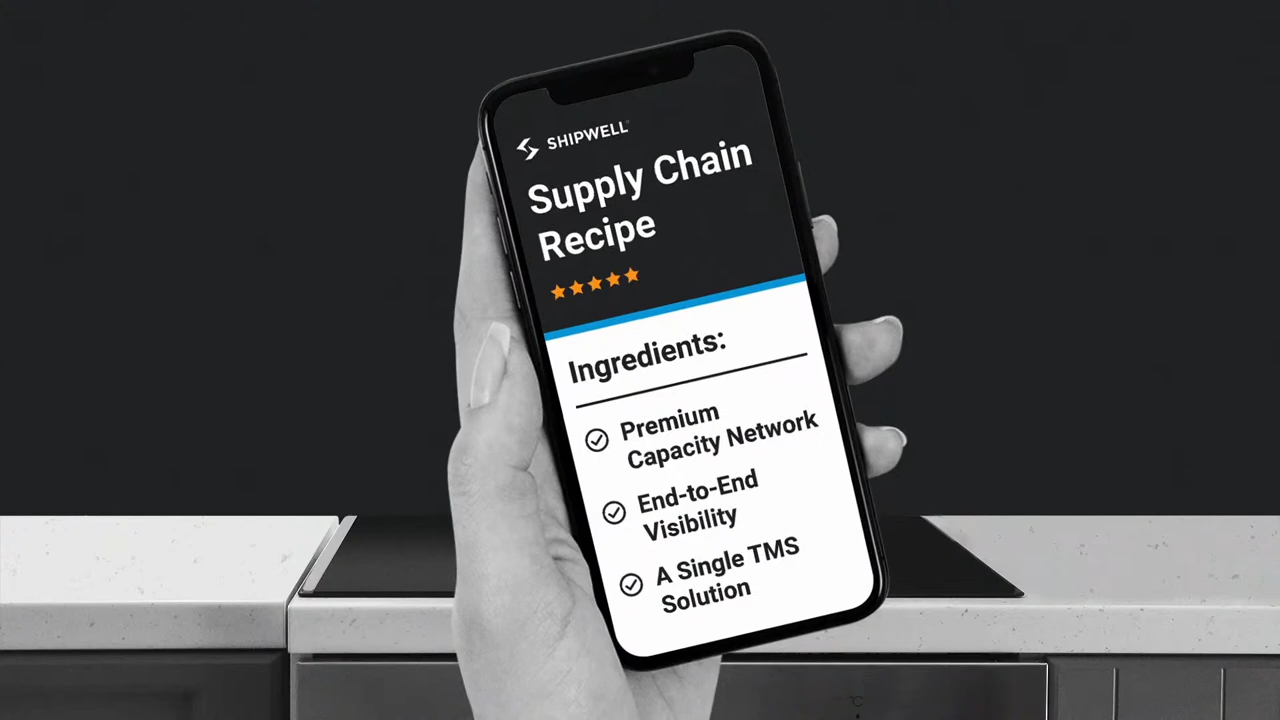 SHIPWELL
Supply Chain
Recipe
Ingredients:
Premium
Capacity Network
End-to-End
Visibility
A Single TMS
Solution
°C